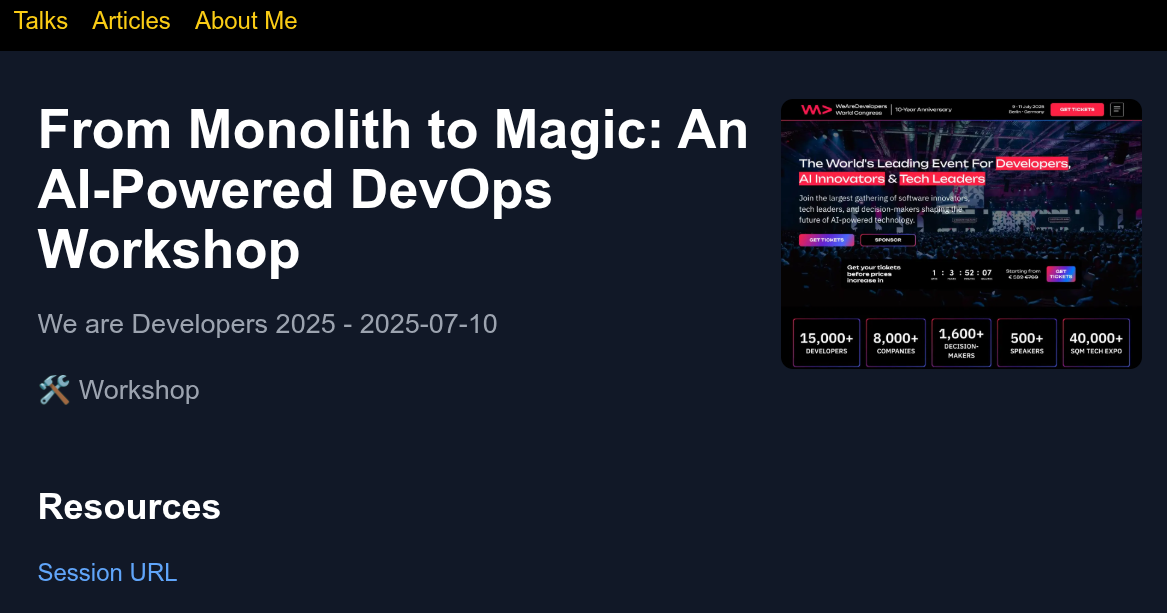 Talks Articles About Me
From Monolith to Magic: An
AI-Powered DevOps
Workshop
We are Developers 2025 - 2025-07-10
🛠️ Workshop
Resources
Session URL
WeAreDevelopers
World Congress
10-Year Anniversary
Berlin - Germany
GET TICKETS
The World's Leading Event For Developers,
AI Innovators & Tech Leaders
Join the largest gathering of software innovators,
tech leaders, and decision-makers shaping the
future of AI-powered technology.
GET TICKETS SPONSOR
Get your tickets
before prices
increase in
1 : 3 : 52 : 07
Starting from
GET
TICKETS
15,000+
DEVELOPERS
8,000+
COMPANIES
1,600+
DECISION-
MAKERS
500+
SPEAKERS
40,000+
SQM TECH EXPO